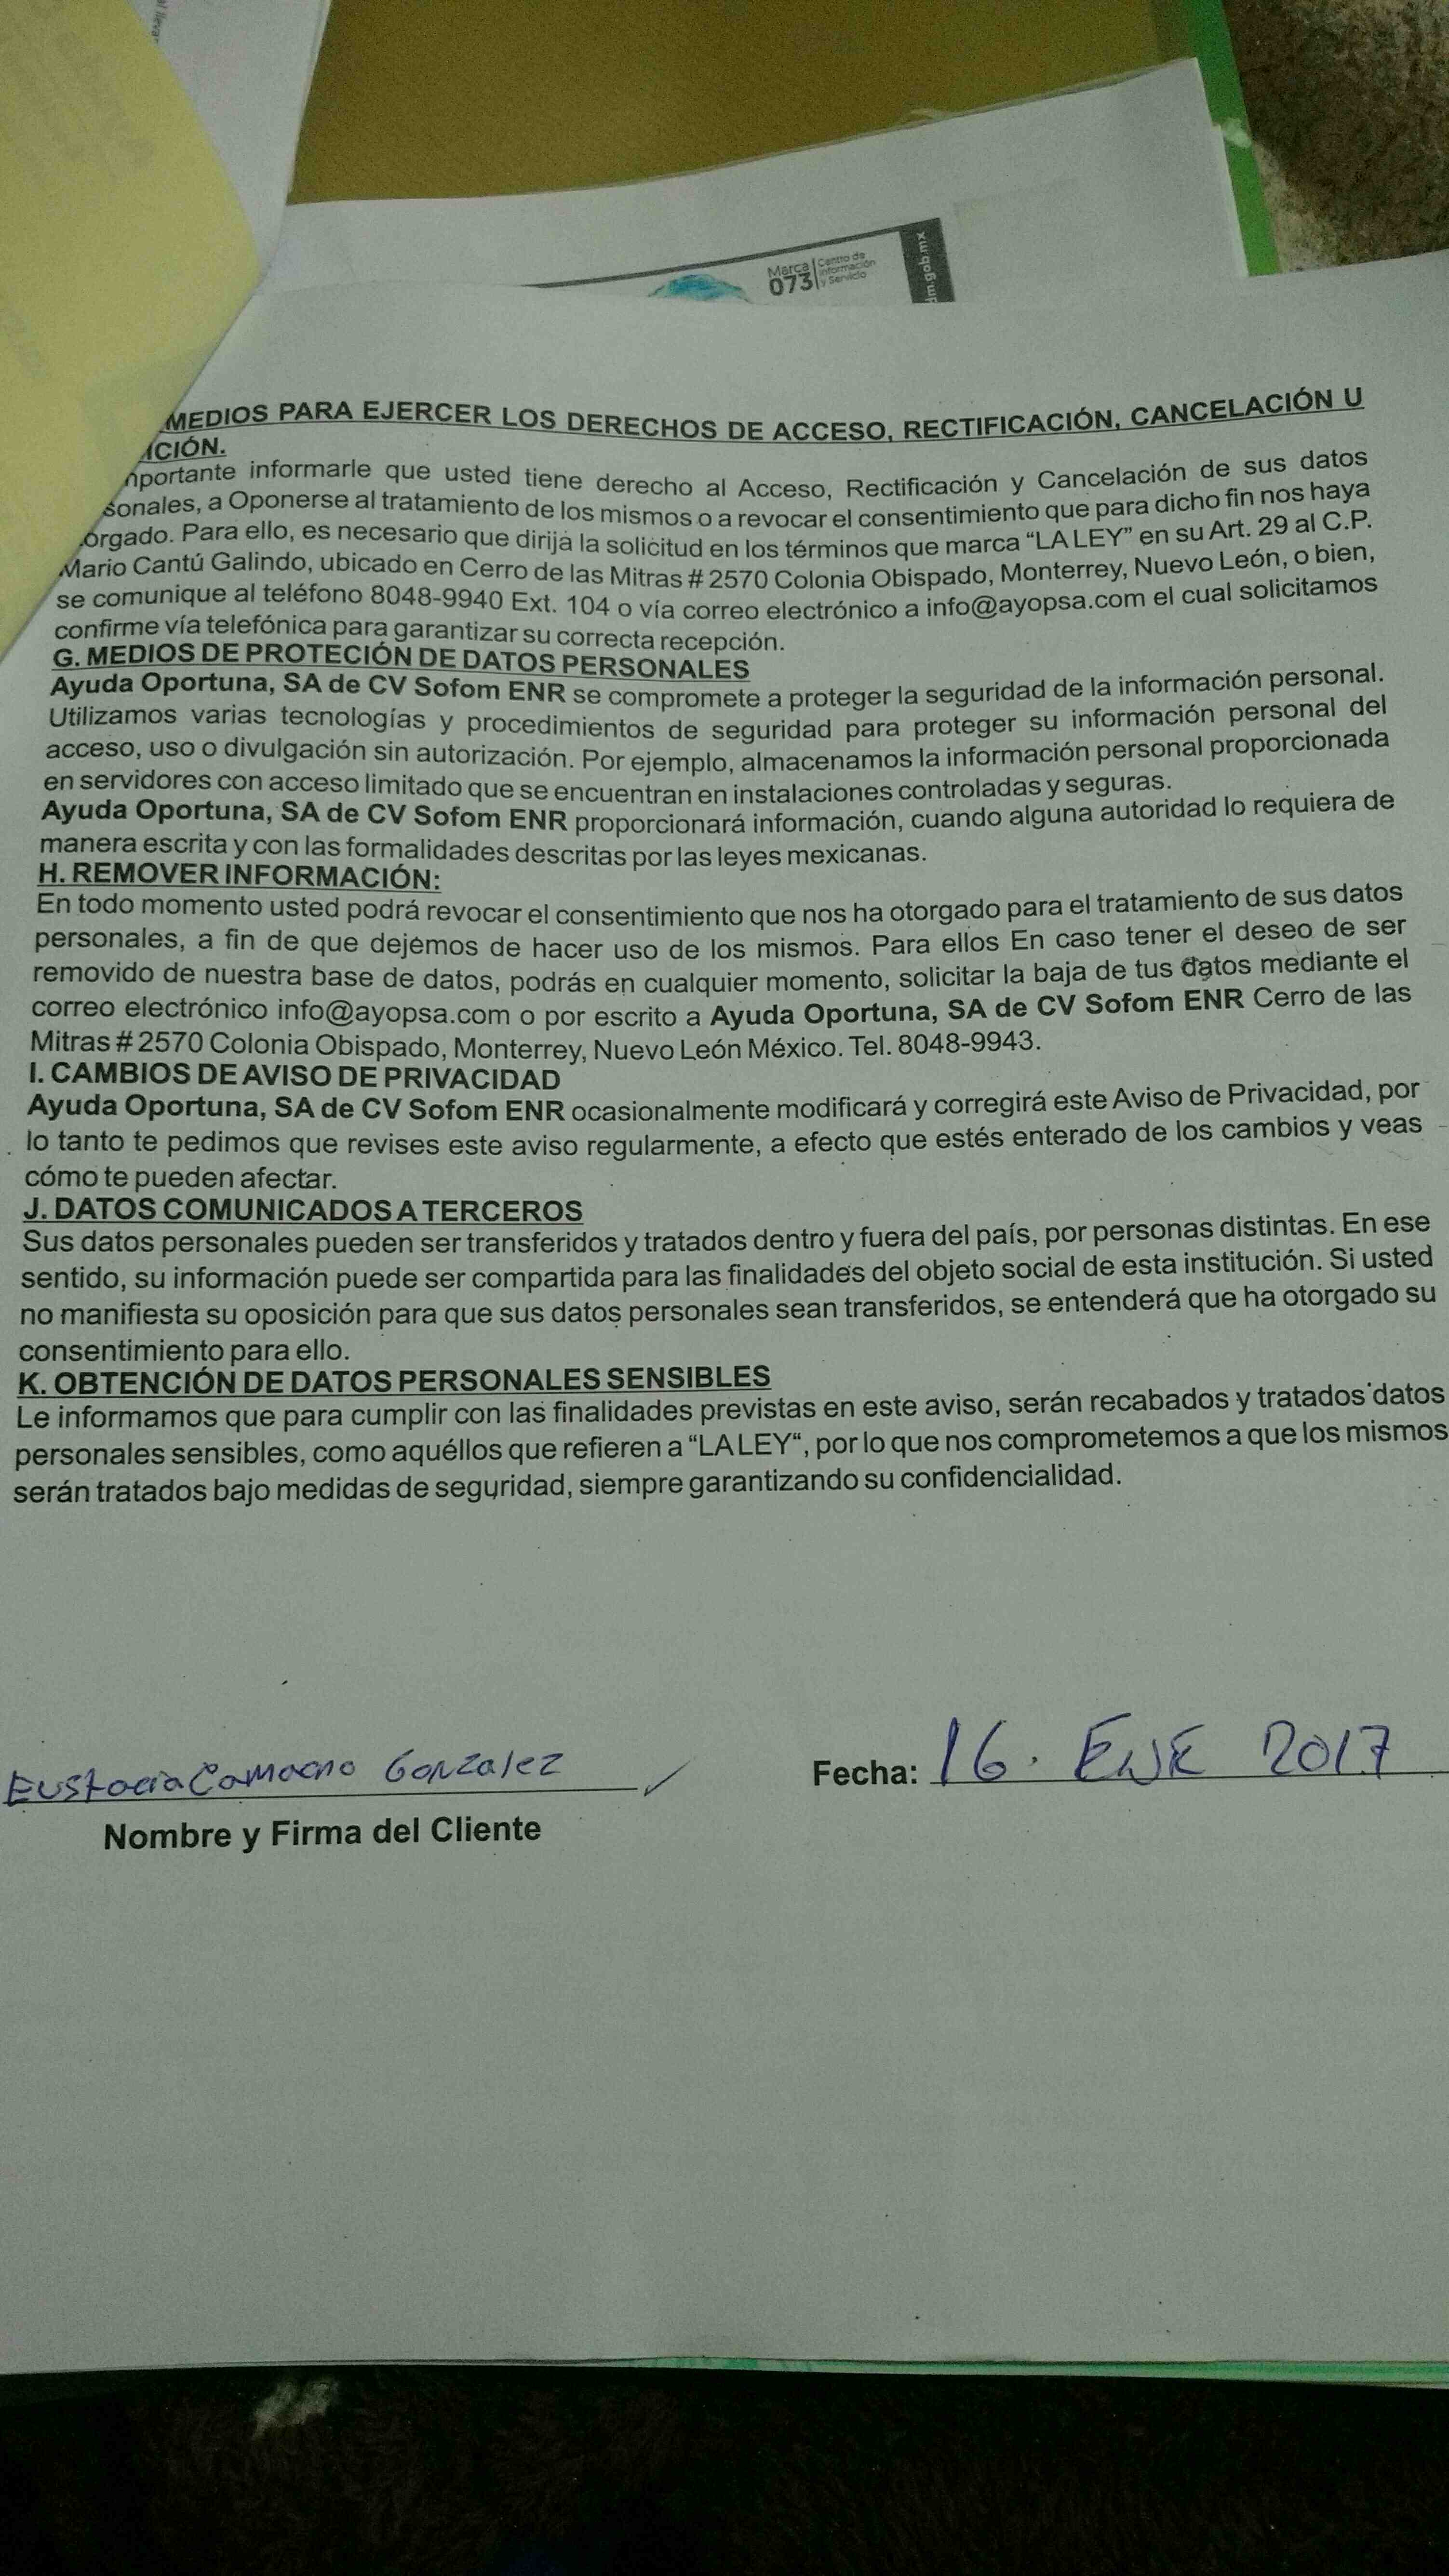 al lleva
Marca
073
Centro de
Información
y Servicio
dm.gob.mx
MEDIOS PARA EJERCER LOS DERECHOS DE ACCESO, RECTIFICACIÓN, CANCELACIÓN U
ICIÓN.
nportante informarle que usted tiene derecho al Acceso, Rectificación y Cancelación de sus datos
sonales, a Oponerse al tratamiento de los mismos o a revocar el consentimiento que para dicho fin nos haya
orgado. Para ello, es necesario que dirija la solicitud en los términos que marca “LA LEY” en su Art. 29 al C.P.
Mario Cantú Galindo, ubicado en Cerro de las Mitras # 2570 Colonia Obispado, Monterrey, Nuevo León, o bien,
se comunique al teléfono 8048-9940 Ext. 104 o vía correo electrónico a info@ayopsa.com el cual solicitamos
confirme vía telefónica para garantizar su correcta recepción.
G. MEDIOS DE PROTECIÓN DE DATOS PERSONALES
Ayuda Oportuna, SA de CV Sofom ENR se compromete a proteger la seguridad de la información personal.
Utilizamos varias tecnologías y procedimientos de seguridad para proteger su información personal del
acceso, uso o divulgación sin autorización. Por ejemplo, almacenamos la información personal proporcionada
en servidores con acceso limitado que se encuentran en instalaciones controladas y seguras.
Ayuda Oportuna, SA de CV Sofom ENR proporcionará información, cuando alguna autoridad lo requiera de
manera escrita y con las formalidades descritas por las leyes mexicanas.
H. REMOVER INFORMACIÓN:
En todo momento usted podrá revocar el consentimiento que nos ha otorgado para el tratamiento de sus datos
personales, a fin de que dejemos de hacer uso de los mismos. Para ellos En caso tener el deseo de ser
removido de nuestra base de datos, podrás en cualquier momento, solicitar la baja de tus datos mediante el
correo electrónico info@ayopsa.com o por escrito a Ayuda Oportuna, SA de CV Sofom ENR Cerro de las
Mitras # 2570 Colonia Obispado, Monterrey, Nuevo León México. Tel. 8048-9943.
I. CAMBIOS DE AVISO DE PRIVACIDAD
Ayuda Oportuna, SA de CV Sofom ENR ocasionalmente modificará y corregirá este Aviso de Privacidad, por
lo tanto te pedimos que revises este aviso regularmente, a efecto que estés enterado de los cambios y veas
cómo te pueden afectar.
J. DATOS COMUNICADOS A TERCEROS
Sus datos personales pueden ser transferidos y tratados dentro y fuera del país, por personas distintas. En ese
sentido, su información puede ser compartida para las finalidades del objeto social de esta institución. Si usted
no manifiesta su oposición para que sus datos personales sean transferidos, se entenderá que ha otorgado su
consentimiento para ello.
K. OBTENCIÓN DE DATOS PERSONALES SENSIBLES
Le informamos que para cumplir con las finalidades previstas en este aviso, serán recabados y tratados datos
personales sensibles, como aquéllos que refieren a “LA LEY“, por lo que nos comprometemos a que los mismos
serán tratados bajo medidas de seguridad, siempre garantizando su confidencialidad.
Eustacia Camacho Gonzalez
Fecha: 16. ENE 2017
Nombre y Firma del Cliente